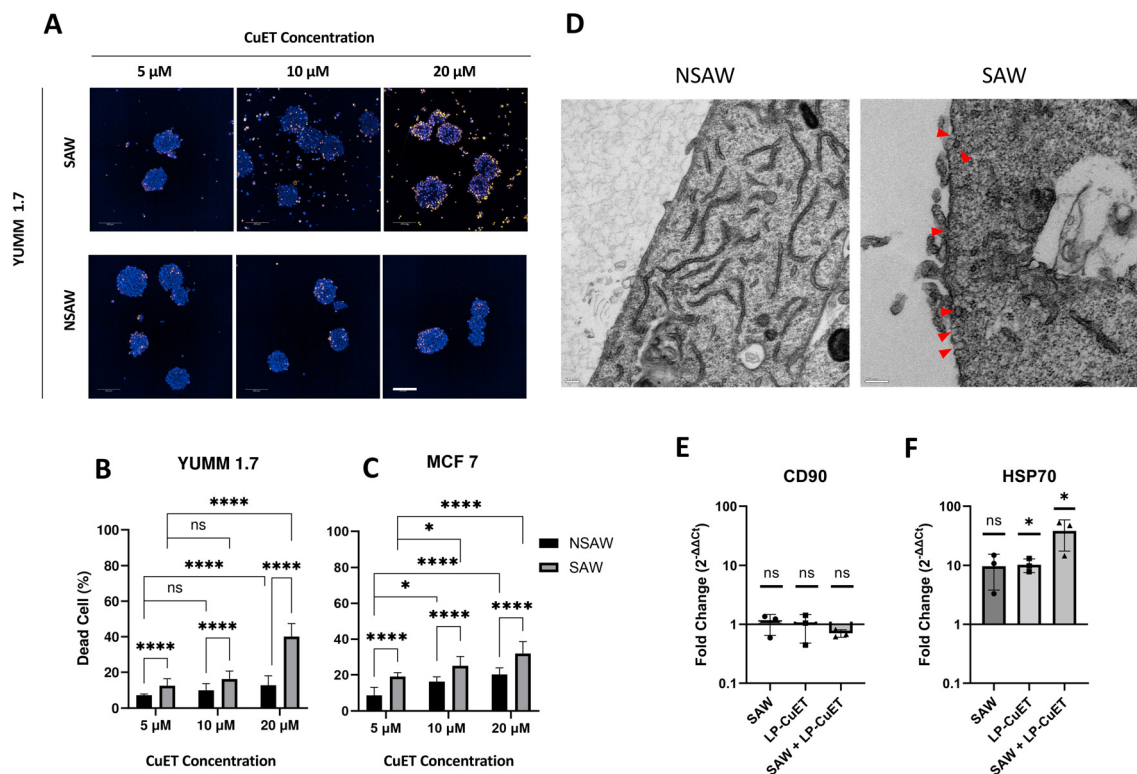 A
CuET Concentration
5 µM 10 µM 20 µM
YUMM 1.7
SAW
NSAW
D
NSAW SAW
B
YUMM 1.7
Dead Cell (%)
100
80
60
40
20
0
****
ns
****
****
ns
****
****
5 µM 10 µM 20 µM
CuET Concentration
C
MCF 7
100
80
60
40
20
0
****
*
****
*
****
****
****
5 µM 10 µM 20 µM
CuET Concentration
NSAW
SAW
E
CD90
Fold Change (2^-ΔΔCt)
100
10
1
0.1
ns ns ns
SAW
LP-CuET
SAW + LP-CuET
F
HSP70
Fold Change (2^-ΔΔCt)
100
10
1
0.1
ns * *
SAW
LP-CuET
SAW + LP-CuET